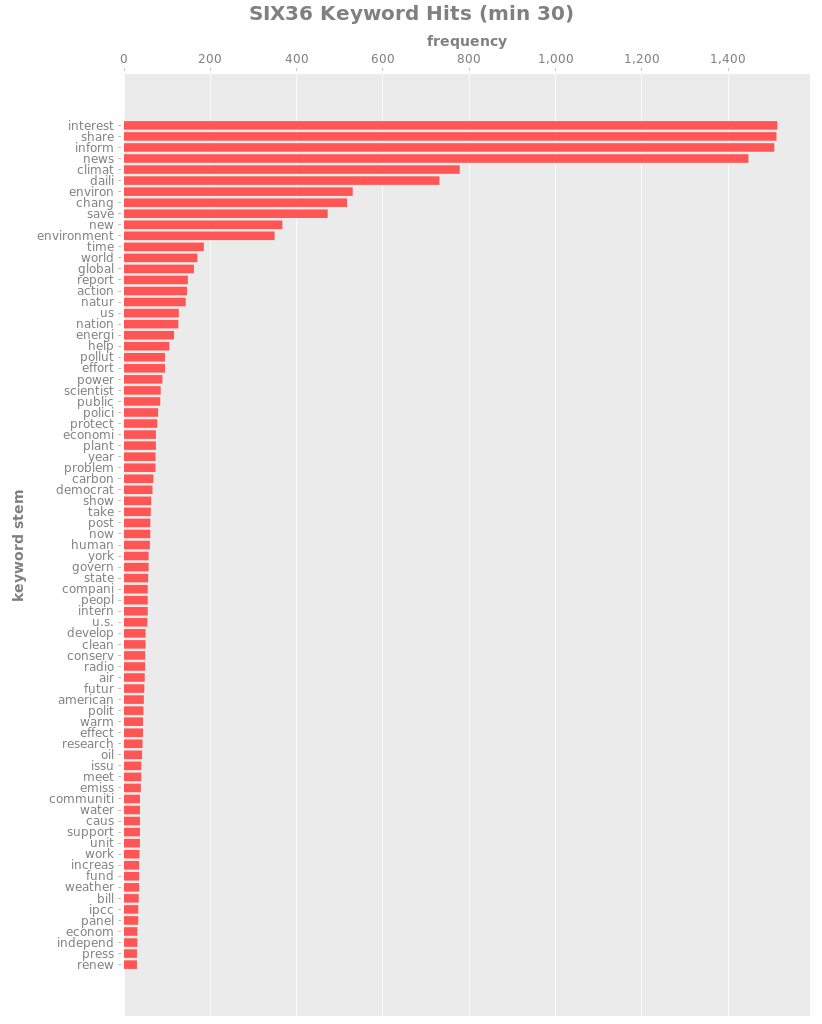 SIX36 Keyword Hits (min 30)
frequency
0 200 400 600 800 1,000 1,200 1,400
interest
share
inform
news
climat
daili
environ
chang
save
new
environment
time
world
global
report
action
natur
us
nation
energi
help
pollut
effort
power
scientist
public
polici
protect
economi
plant
year
problem
carbon
democrat
show
take
post
now
human
york
govern
state
compani
peopl
intern
u.s.
develop
clean
conserv
radio
air
futur
american
polit
warm
effect
research
oil
issu
meet
emiss
communiti
water
caus
support
unit
work
increas
fund
weather
bill
ipcc
panel
econom
independ
press
renew
keyword stem